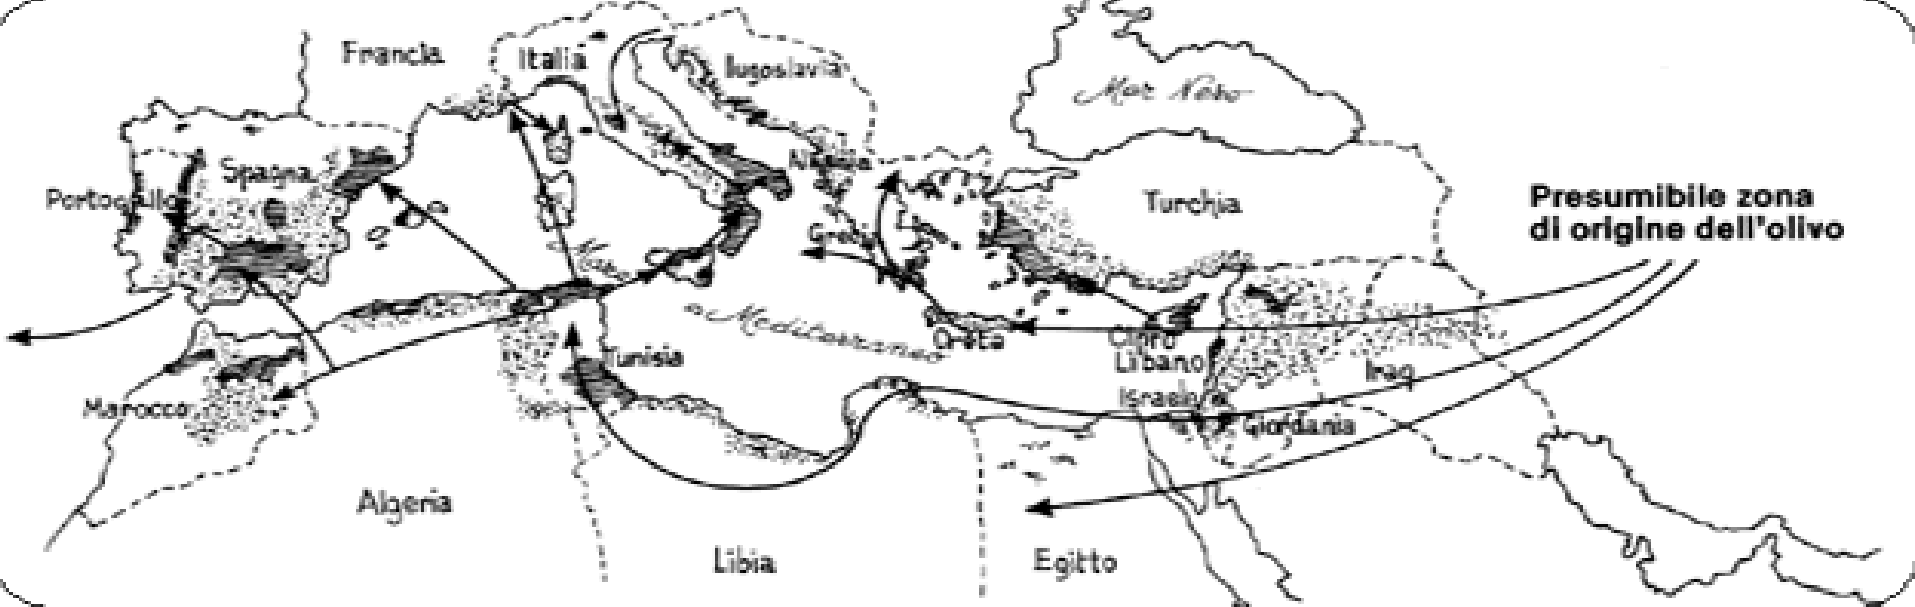 Francia
Italia
Iugoslavia
Mar Nero
Spagna
Portogallo
Albania
Turchia
Presumibile zona
di origine dell'olivo
Grecia
Mare
Mediterraneo
Creta
Cipro
Libano
Tunisia
Iraq
Israele
Marocco
Giordania
Algeria
Libia
Egitto